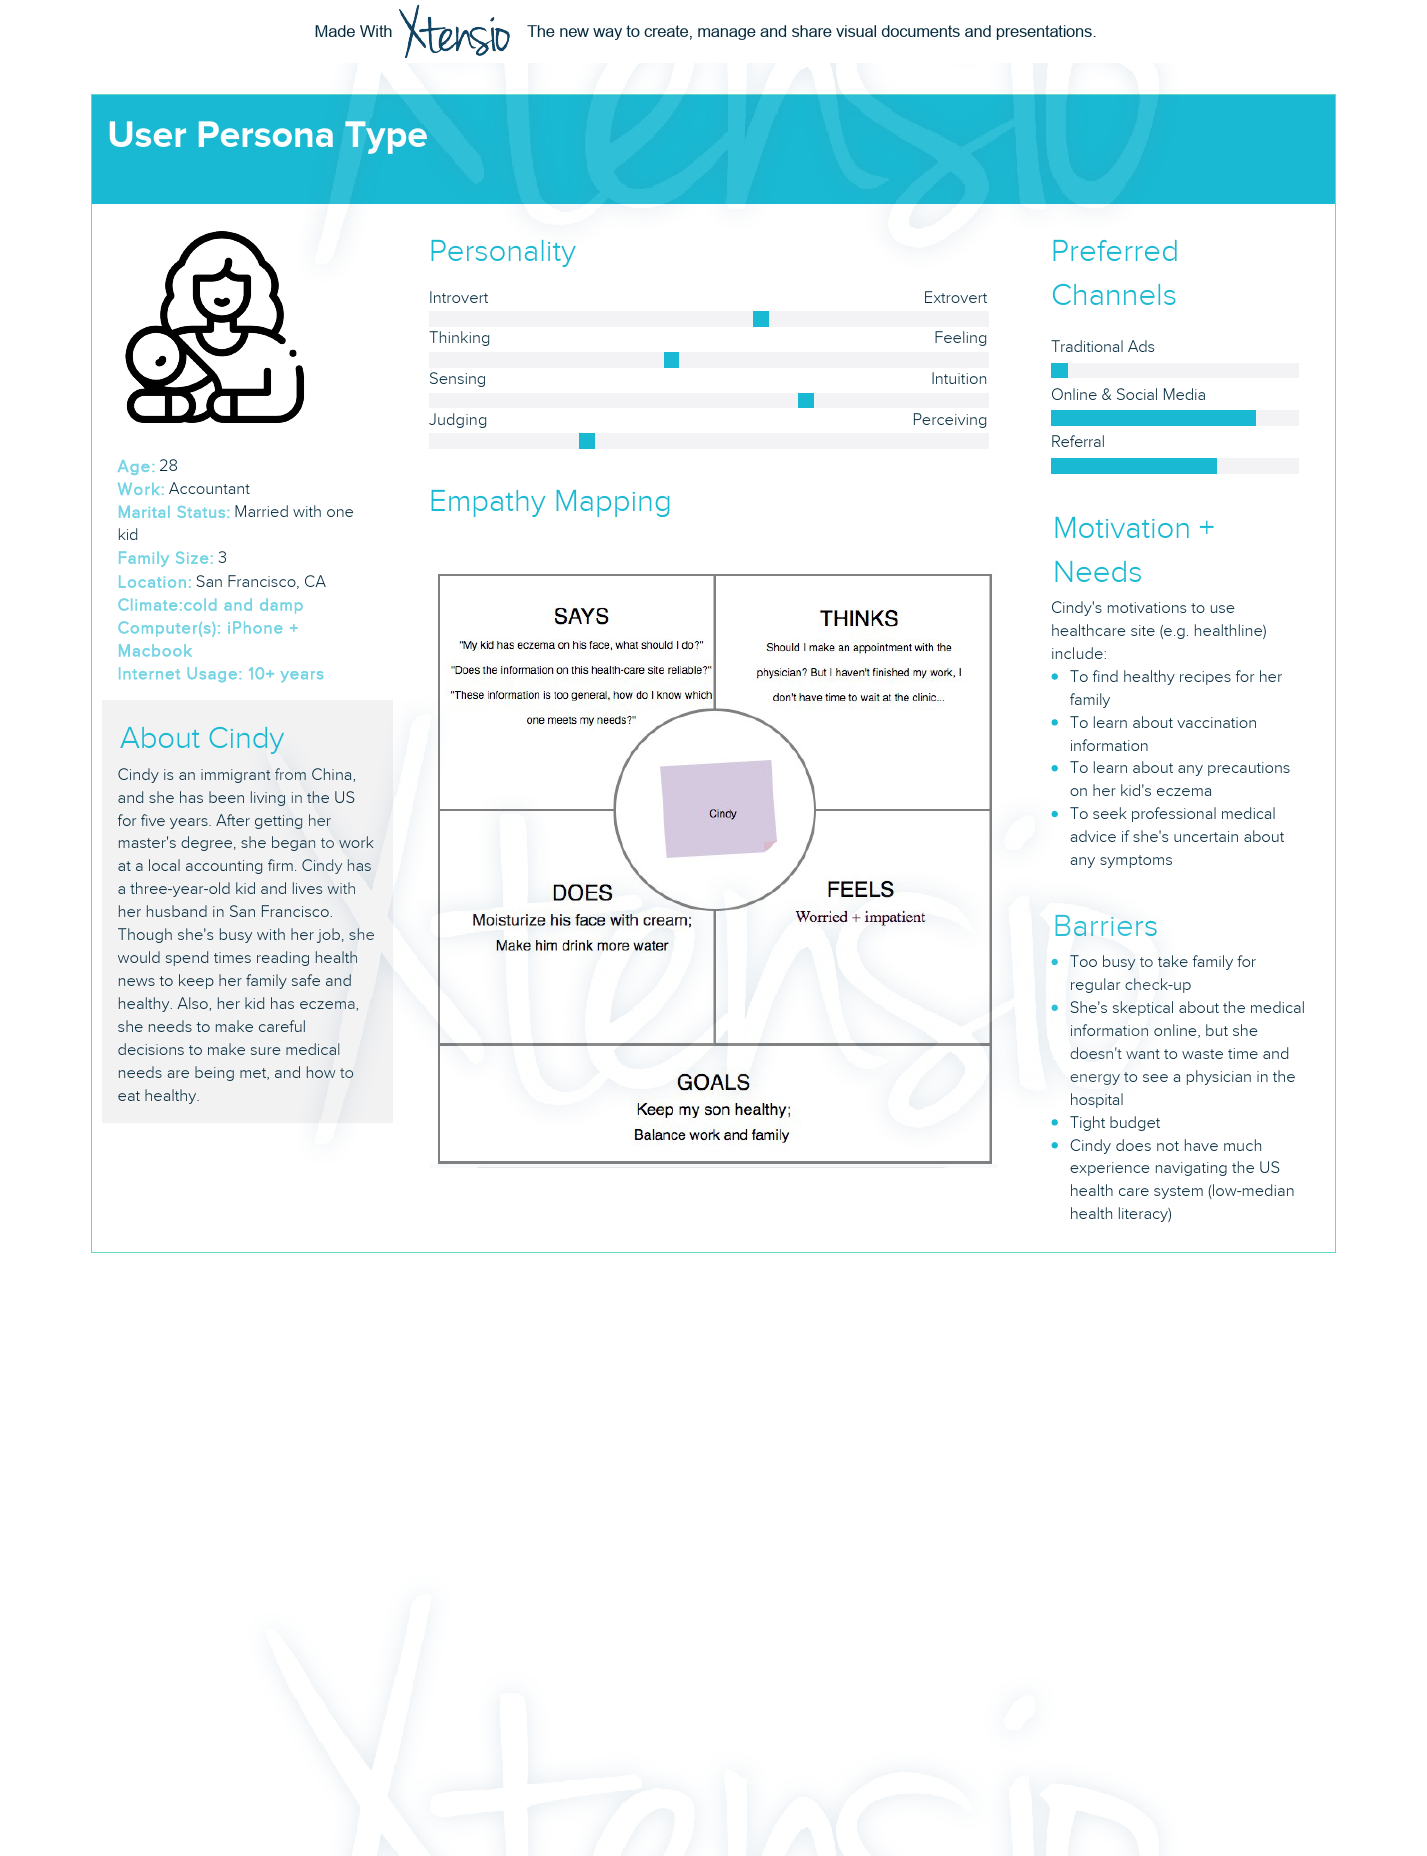 Made With Xtensio The new way to create, manage and share visual documents and presentations.
User Persona Type
Age: 28
Work: Accountant
Marital Status: Married with one
kid
Family Size: 3
Location: San Francisco, CA
Climate:cold and damp
Computer(s): iPhone +
Macbook
Internet Usage: 10+ years
About Cindy
Cindy is an immigrant from China,
and she has been living in the US
for five years. After getting her
master's degree, she began to work
at a local accounting firm. Cindy has
a three-year-old kid and lives with
her husband in San Francisco.
Though she's busy with her job, she
would spend times reading health
news to keep her family safe and
healthy. Also, her kid has eczema,
she needs to make careful
decisions to make sure medical
needs are being met, and how to
eat healthy.
Personality
Introvert Extrovert
Thinking Feeling
Sensing Intuition
Judging Perceiving
Empathy Mapping
SAYS
"My kid has eczema on his face, what should I do?"
"Does the information on this health-care site reliable?"
"These information is too general, how do I know which
one meets my needs?"
THINKS
Should I make an appointment with the
physician? But I haven't finished my work, I
don't have time to wait at the clinic...
Cindy
DOES
Moisturize his face with cream;
Make him drink more water
FEELS
Worried + impatient
GOALS
Keep my son healthy;
Balance work and family
Preferred
Channels
Traditional Ads
Online & Social Media
Referral
Motivation +
Needs
Cindy's motivations to use
healthcare site (e.g. healthline)
include:
To find healthy recipes for her
family
To learn about vaccination
information
To learn about any precautions
on her kid's eczema
To seek professional medical
advice if she's uncertain about
any symptoms
Barriers
Too busy to take family for
regular check-up
She's skeptical about the medical
information online, but she
doesn't want to waste time and
energy to see a physician in the
hospital
Tight budget
Cindy does not have much
experience navigating the US
health care system (low-median
health literacy)
Xtensio
Xtensio
Xtensio